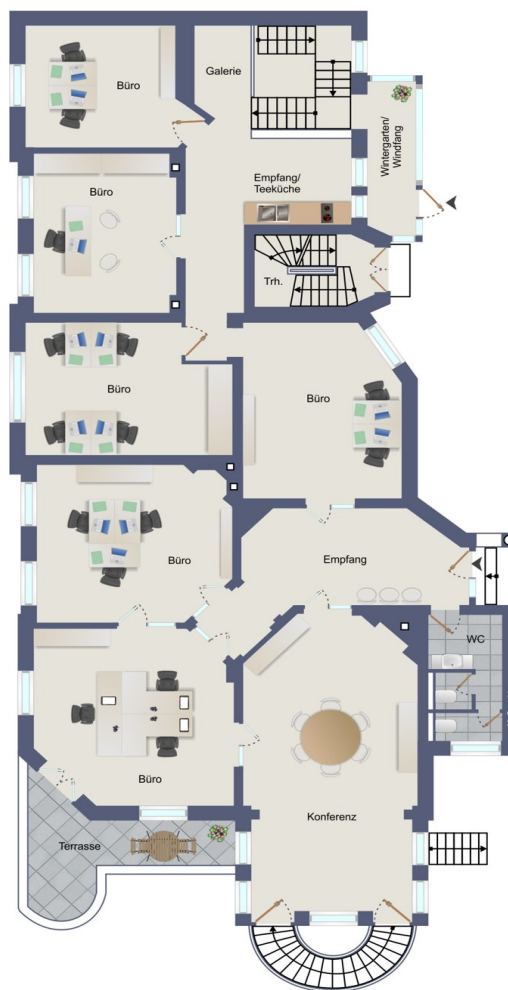 Büro
Galerie
Wintergarten/
Windfang
Büro
Empfang/
Teeküche
Trh.
Büro
Büro
Büro
Empfang
WC
Büro
Konferenz
Terrasse